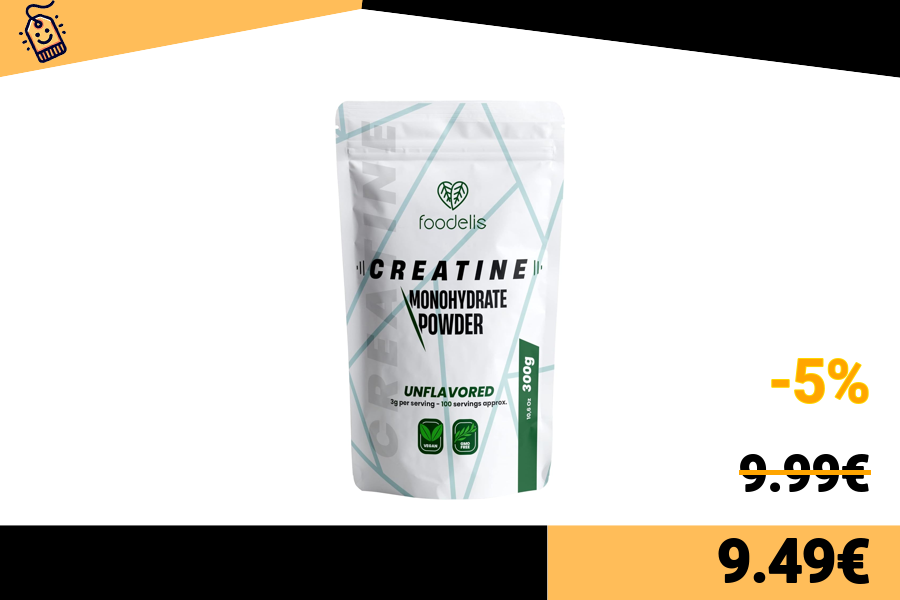 CREATINE
foodelis
CREATINE
MONOHYDRATE
POWDER
UNFLAVORED
3g per serving - 100 servings approx.
VEGAN
GMO
FREE
10,6 Oz 300g
-5%
9.99€
9.49€